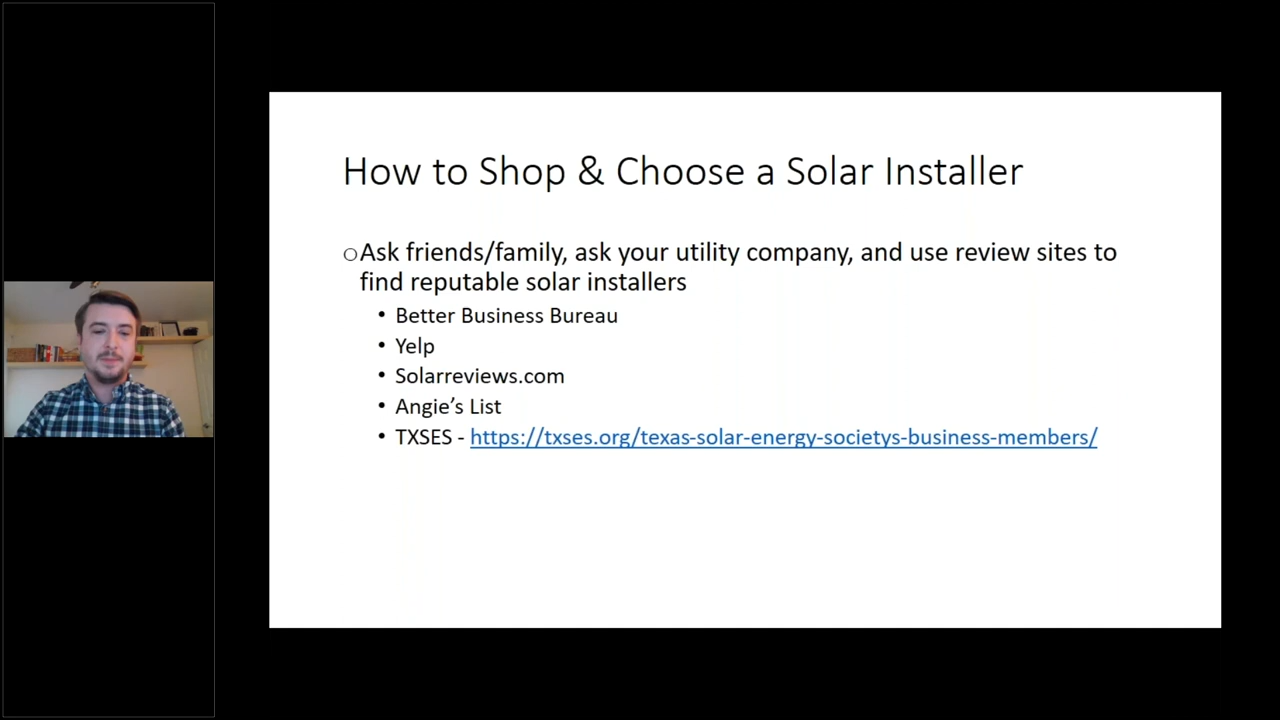 How to Shop & Choose a Solar Installer
oAsk friends/family, ask your utility company, and use review sites to
find reputable solar installers
• Better Business Bureau
• Yelp
• Solarreviews.com
• Angie’s List
• TXSES - https://txses.org/texas-solar-energy-societys-business-members/